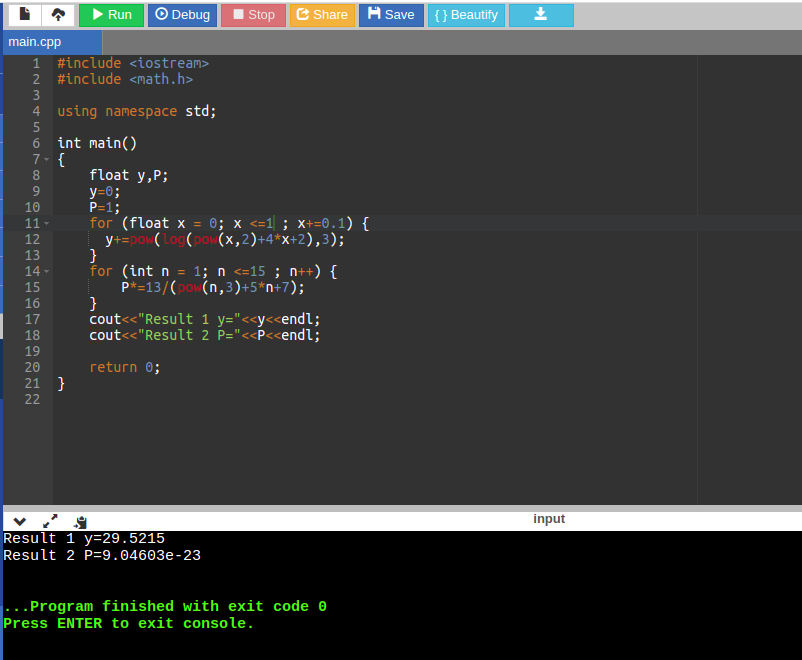 Run Debug Stop Share Save { } Beautify
main.cpp
1 #include <iostream>
2 #include <math.h>
3
4 using namespace std;
5
6 int main()
7 {
8     float y,P;
9     y=0;
10     P=1;
11     for (float x = 0; x <=1 ; x+=0.1) {
12       y+=pow(log(pow(x,2)+4*x+2),3);
13     }
14     for (int n = 1; n <=15 ; n++) {
15         P*=13/(pow(n,3)+5*n+7);
16     }
17     cout<<"Result 1 y="<<y<<endl;
18     cout<<"Result 2 P="<<P<<endl;
19
20     return 0;
21 }
22
input
Result 1 y=29.5215
Result 2 P=9.04603e-23
...Program finished with exit code 0
Press ENTER to exit console.